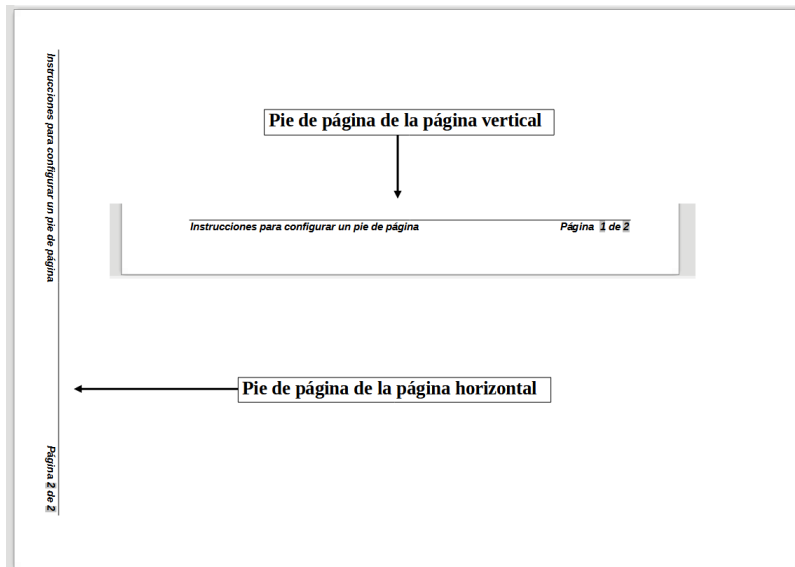 Instrucciones para configurar un pie de página
Página 2 de 2
Pie de página de la página vertical
Instrucciones para configurar un pie de página Página 1 de 2
Pie de página de la página horizontal